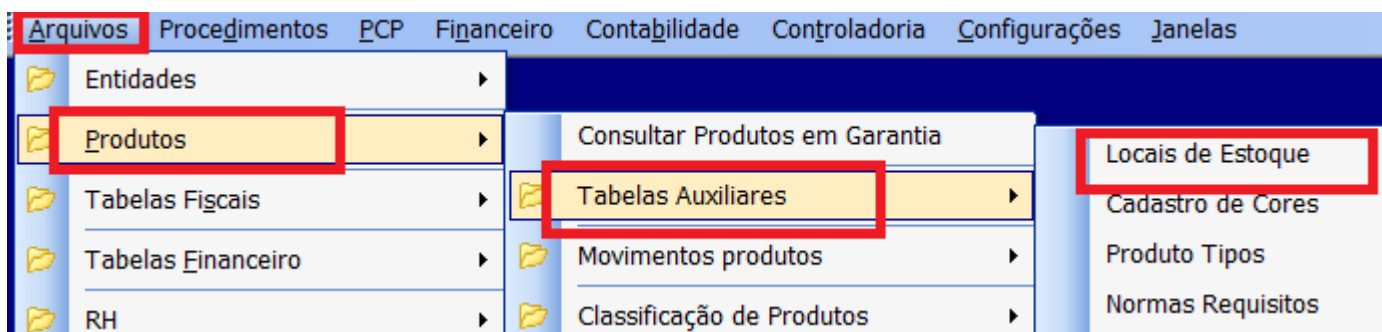 Arquivos Procedimentos PCP Financeiro Contabilidade Controladoria Configurações Janelas
Entidades
Produtos
Tabelas Fiscais
Tabelas Financeiro
RH
Consultar Produtos em Garantia
Tabelas Auxiliares
Movimentos produtos
Classificação de Produtos
Locais de Estoque
Cadastro de Cores
Produto Tipos
Normas Requisitos